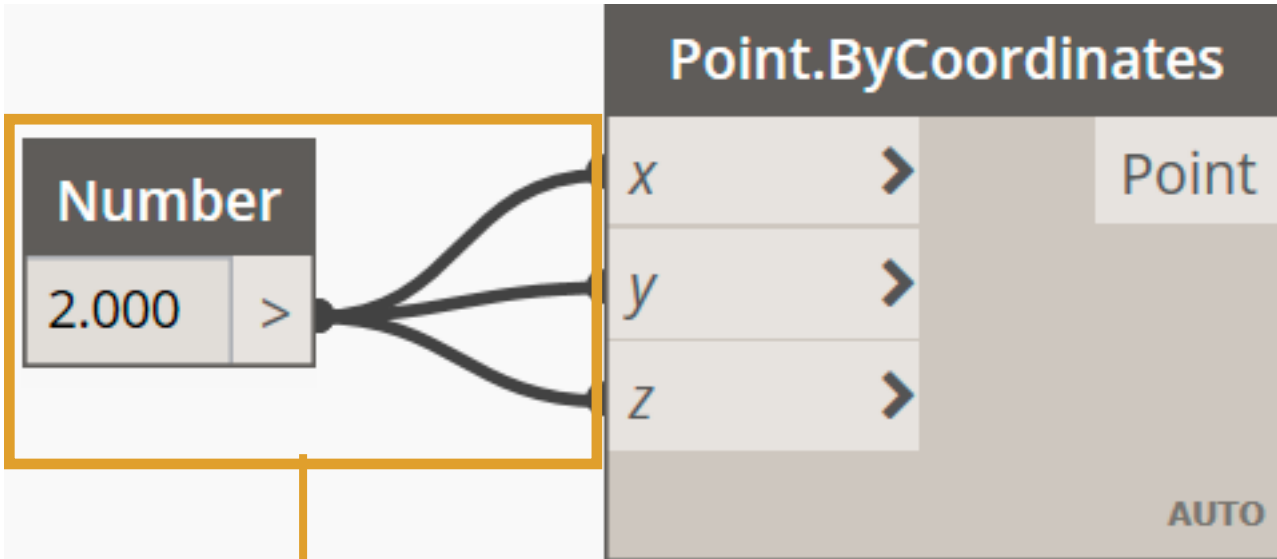 Point.ByCoordinates
Number
2.000 >
x
y
z
Point
AUTO